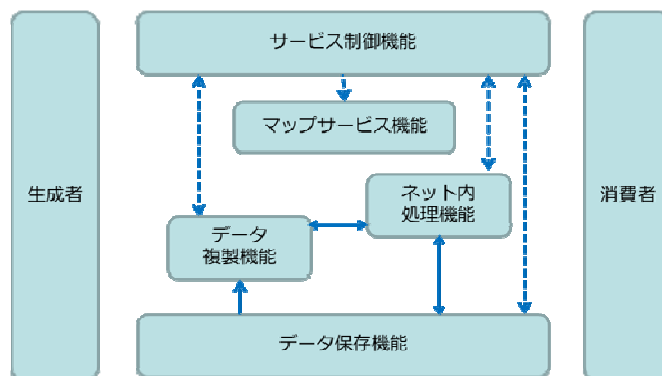 サービス制御機能
マップサービス機能
生成者
ネット内
処理機能
消費者
データ
複製機能
データ保存機能